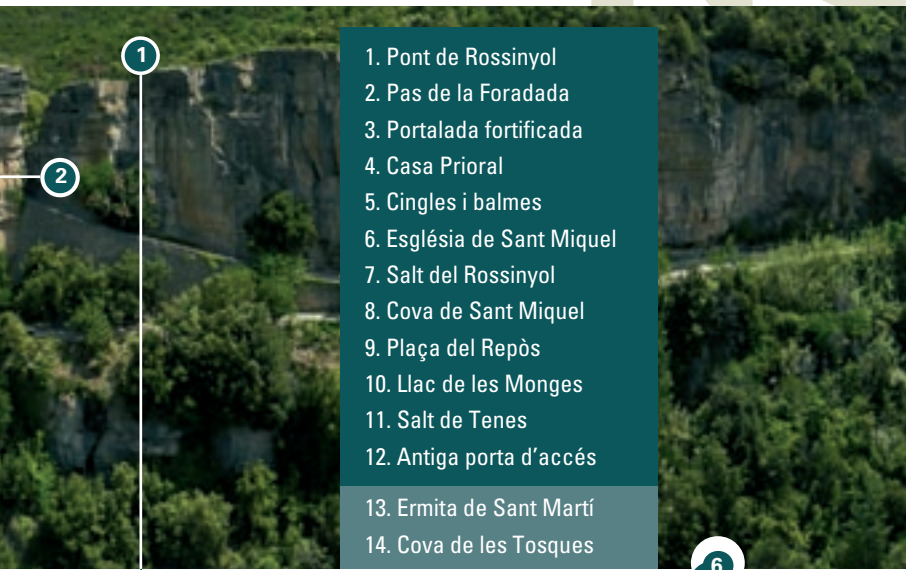 1
2
1. Pont de Rossinyol
2. Pas de la Foradada
3. Portalada fortificada
4. Casa Prioral
5. Cingles i balmes
6. Església de Sant Miquel
7. Salt del Rossinyol
8. Cova de Sant Miquel
9. Plaça del Repòs
10. Llac de les Monges
11. Salt de Tenes
12. Antiga porta d’accés
13. Ermita de Sant Martí
14. Cova de les Tosques
6